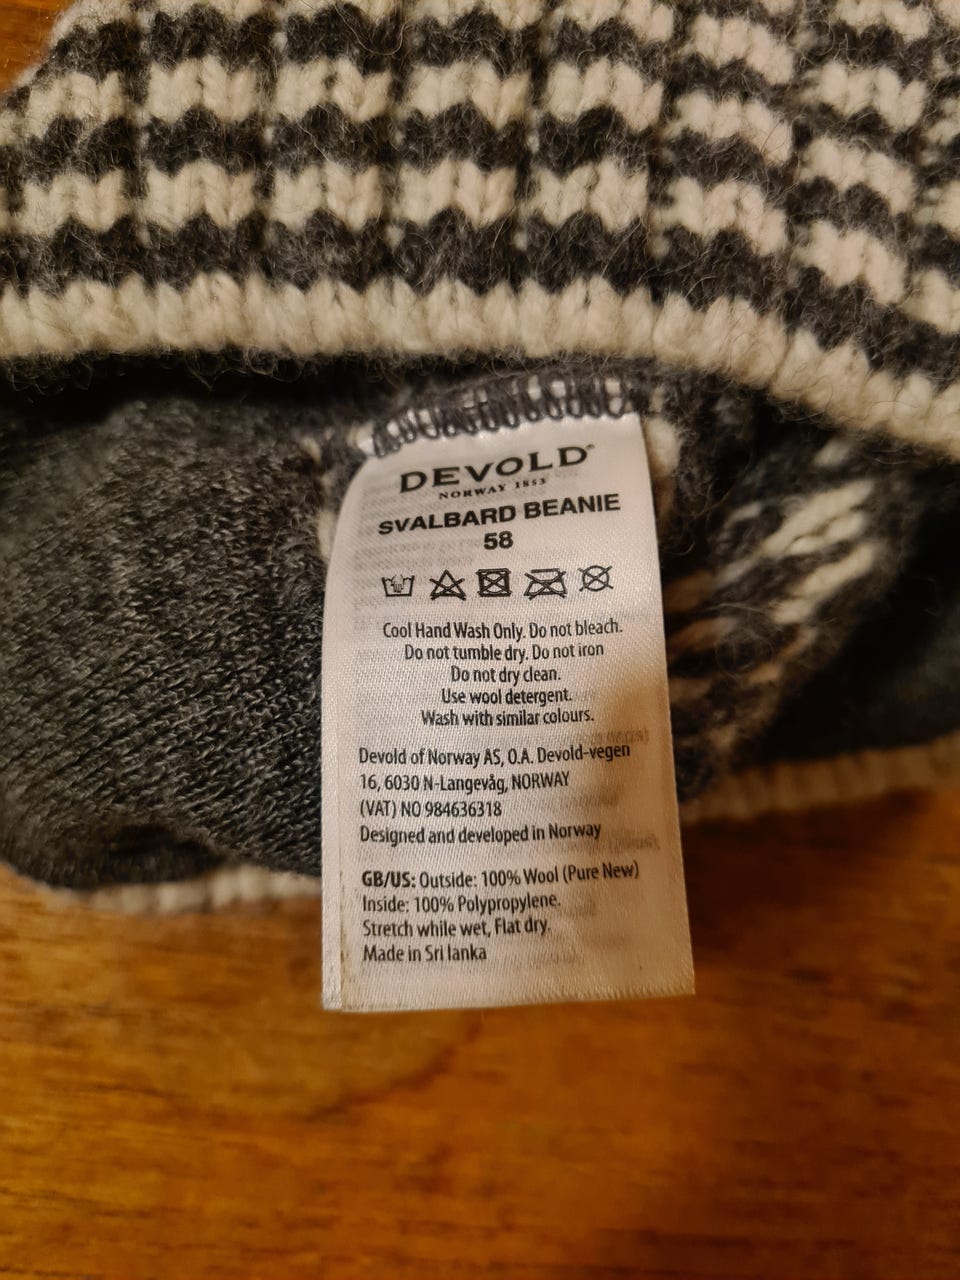 DEVOLD®
NORWAY 1853
SVALBARD BEANIE
58
Cool Hand Wash Only. Do not bleach.
Do not tumble dry. Do not iron
Do not dry clean.
Use wool detergent.
Wash with similar colours.
Devold of Norway AS, O.A. Devold-vegen
16, 6030 N-Langevåg, NORWAY
(VAT) NO 984636318
Designed and developed in Norway
GB/US: Outside: 100% Wool (Pure New)
Inside: 100% Polypropylene.
Stretch while wet, Flat dry.
Made in Sri lanka